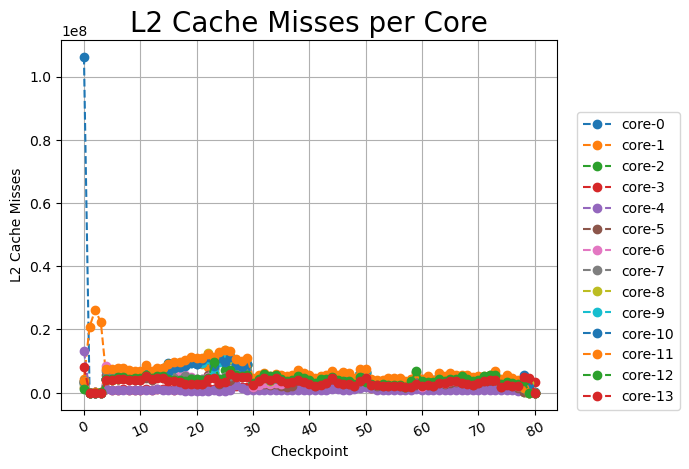 L2 Cache Misses per Core
1e8
1.0
0.8
0.6
0.4
0.2
0.0
L2 Cache Misses
0
10
20
30
40
50
60
70
80
Checkpoint
core-0
core-1
core-2
core-3
core-4
core-5
core-6
core-7
core-8
core-9
core-10
core-11
core-12
core-13